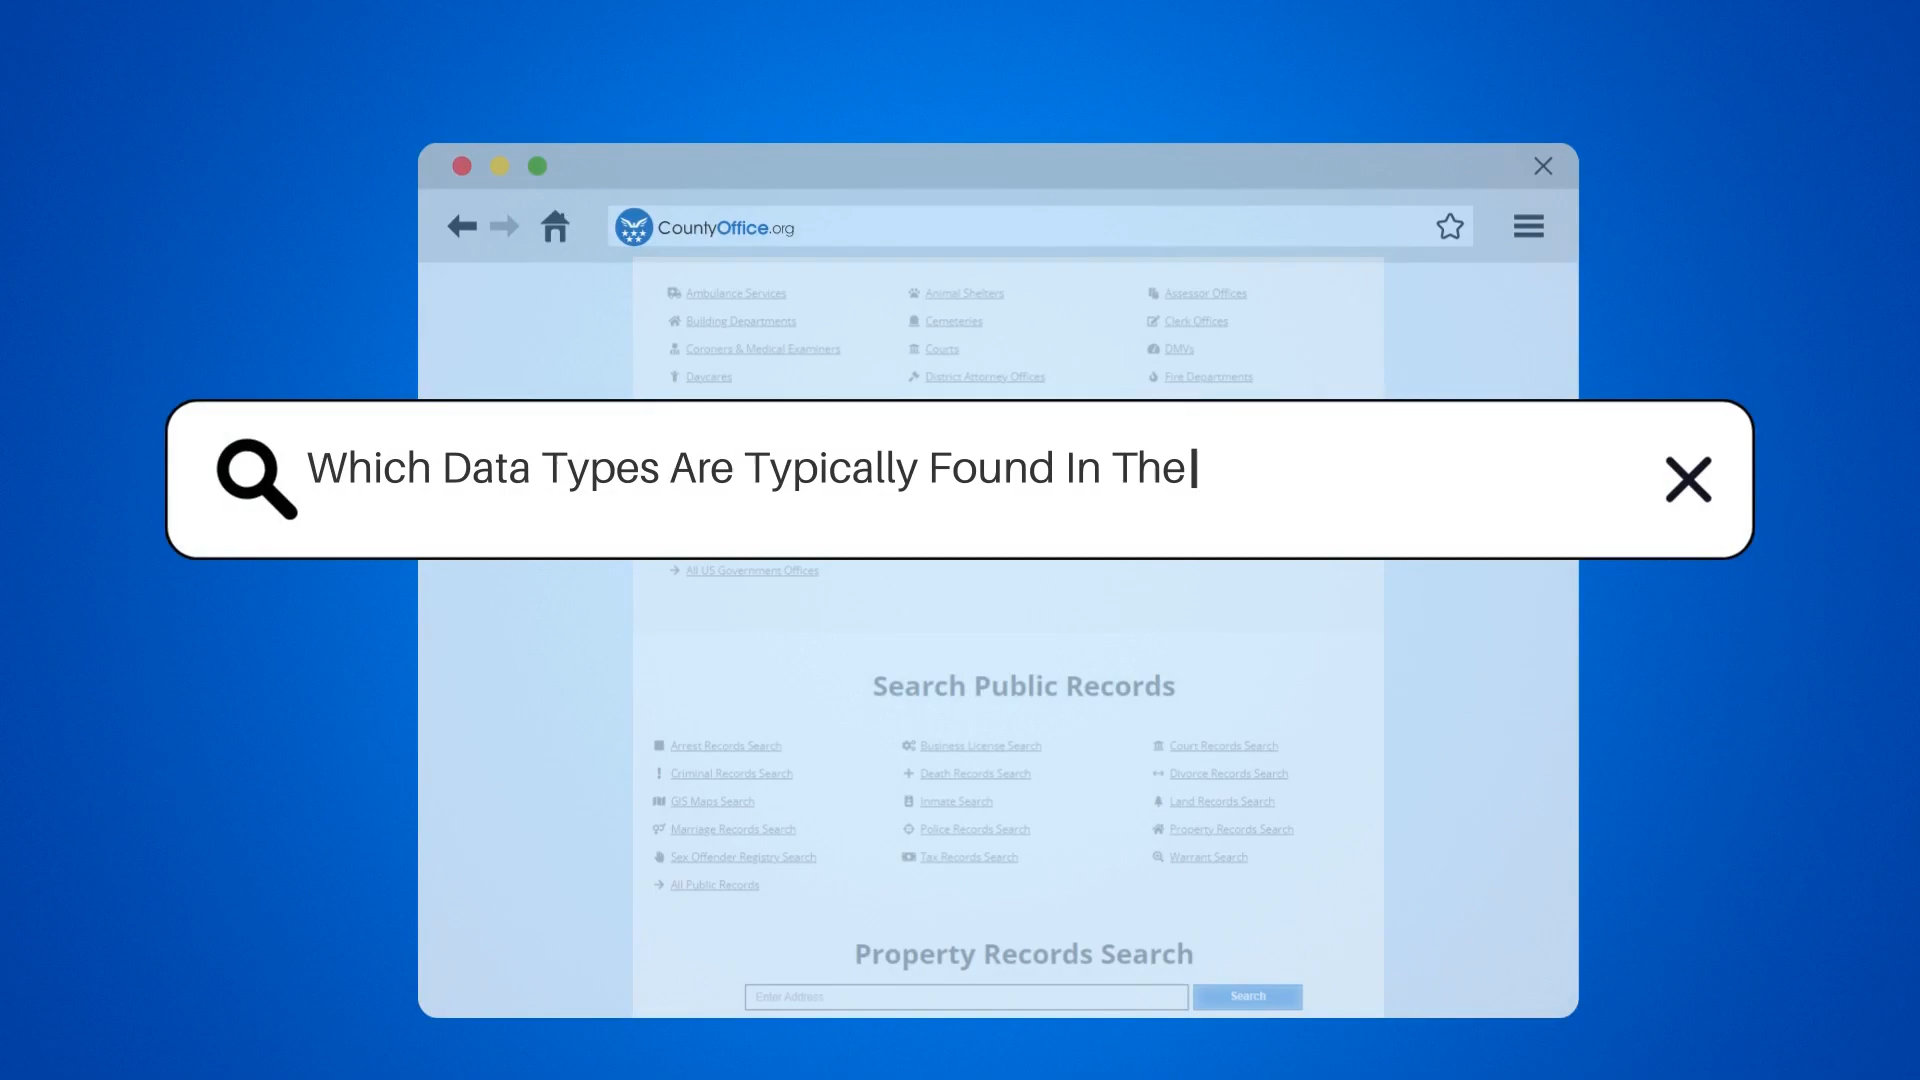 CountyOffice.org
Ambulance Services Animal Shelters Assessor Offices
Building Departments Cemeteries Clerk Offices
Coroners & Medical Examiners Courts DMVs
Daycares District Attorney Offices Fire Departments
Which Data Types Are Typically Found In The
All US Government Offices
Search Public Records
Arrest Records Search Business License Search Court Records Search
Criminal Records Search Death Records Search Divorce Records Search
GIS Maps Search Inmate Search Land Records Search
Marriage Records Search Police Records Search Property Records Search
Sex Offender Registry Search Tax Records Search Warrant Search
All Public Records
Property Records Search
Enter Address Search